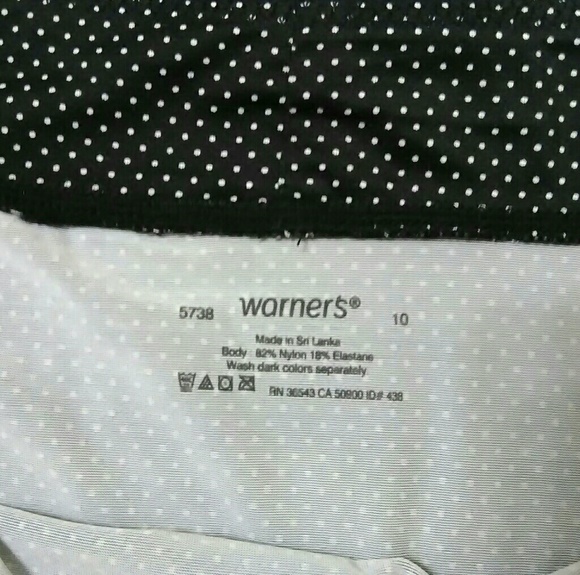 5738 warner's® 10
Made in Sri Lanka
Body 82% Nylon 18% Elastane
Wash dark colors separately
RN 36543 CA 50900 ID# 438